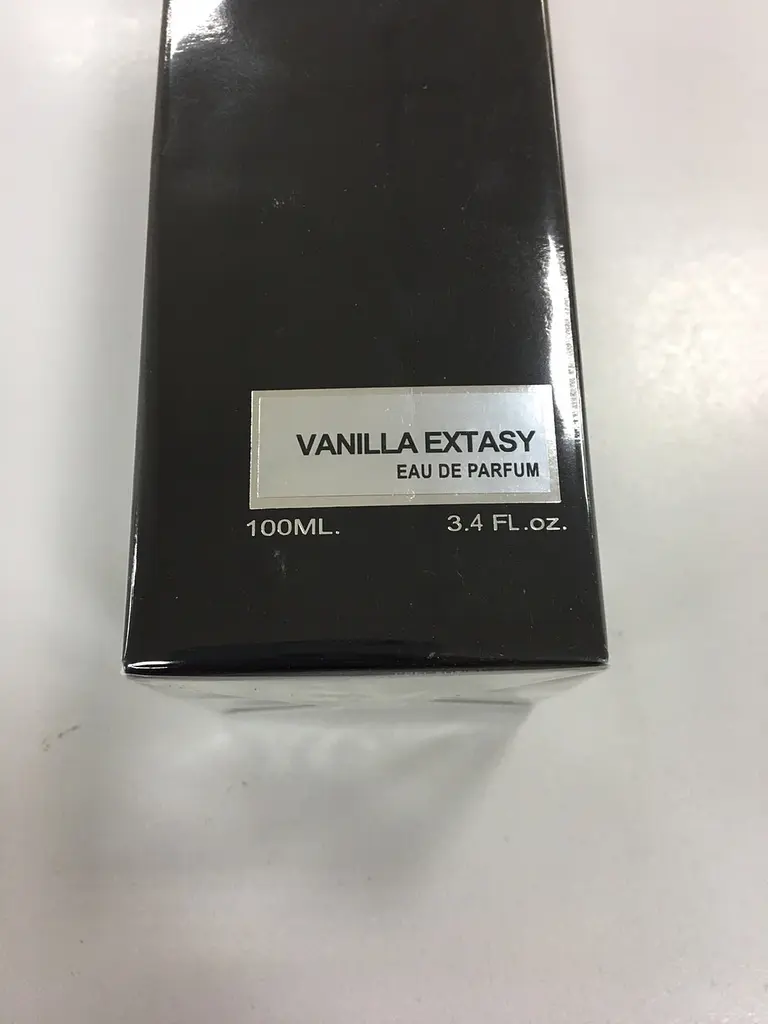 VANILLA EXTASY
EAU DE PARFUM
100ML. 3.4 FL.oz.